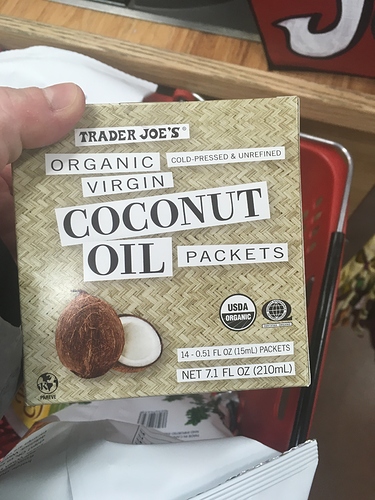 TRADER JOE'S®
ORGANIC
COLD-PRESSED & UNREFINED
VIRGIN
COCONUT
OIL PACKETS
USDA
ORGANIC
14 - 0.51 FL OZ (15mL) PACKETS
NET 7.1 FL OZ (210mL)
PAREVE